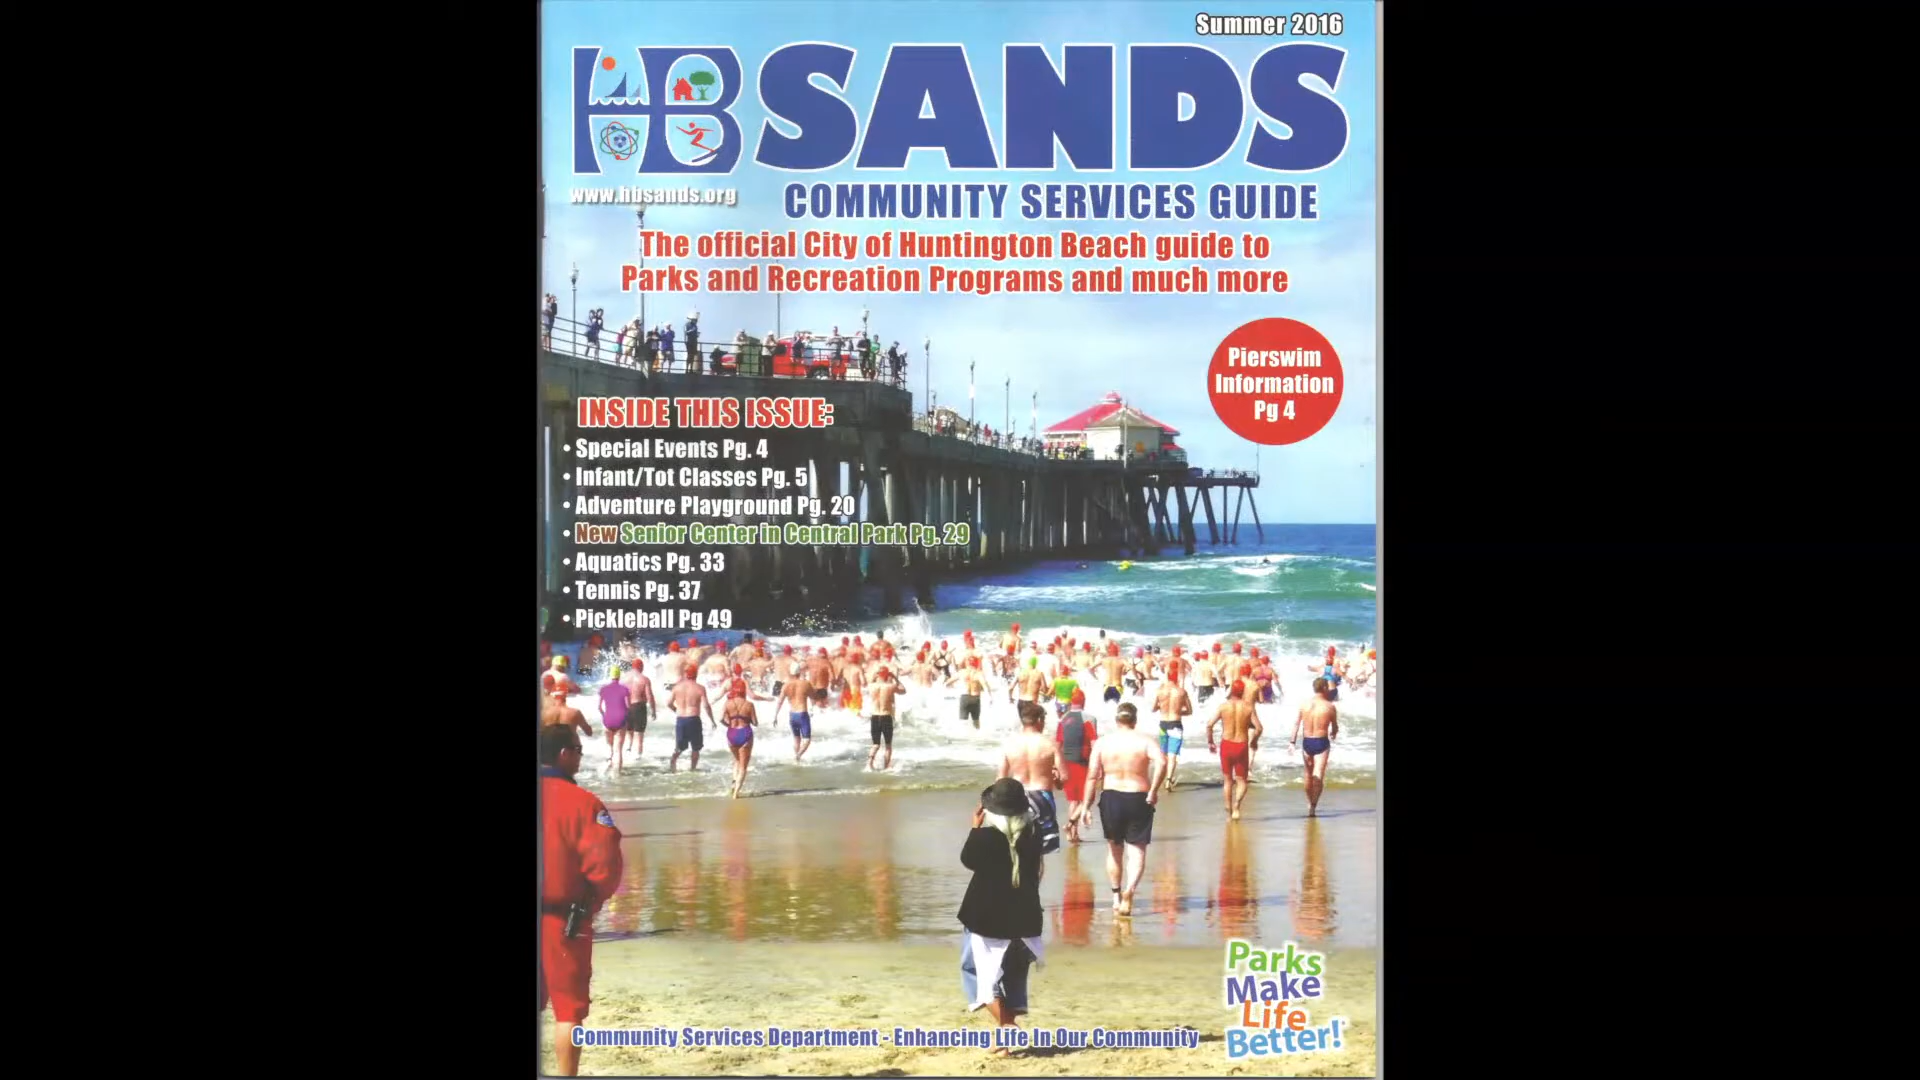 Summer 2016
HB SANDS
www.hbsands.org
COMMUNITY SERVICES GUIDE
The official City of Huntington Beach guide to
Parks and Recreation Programs and much more
Pierswim
Information
Pg 4
INSIDE THIS ISSUE:
• Special Events Pg. 4
• Infant/Tot Classes Pg. 5
• Adventure Playground Pg. 20
• New Senior Center in Central Park Pg. 29
• Aquatics Pg. 33
• Tennis Pg. 37
• Pickleball Pg 49
Parks
Make
Life
Better!
Community Services Department - Enhancing Life In Our Community